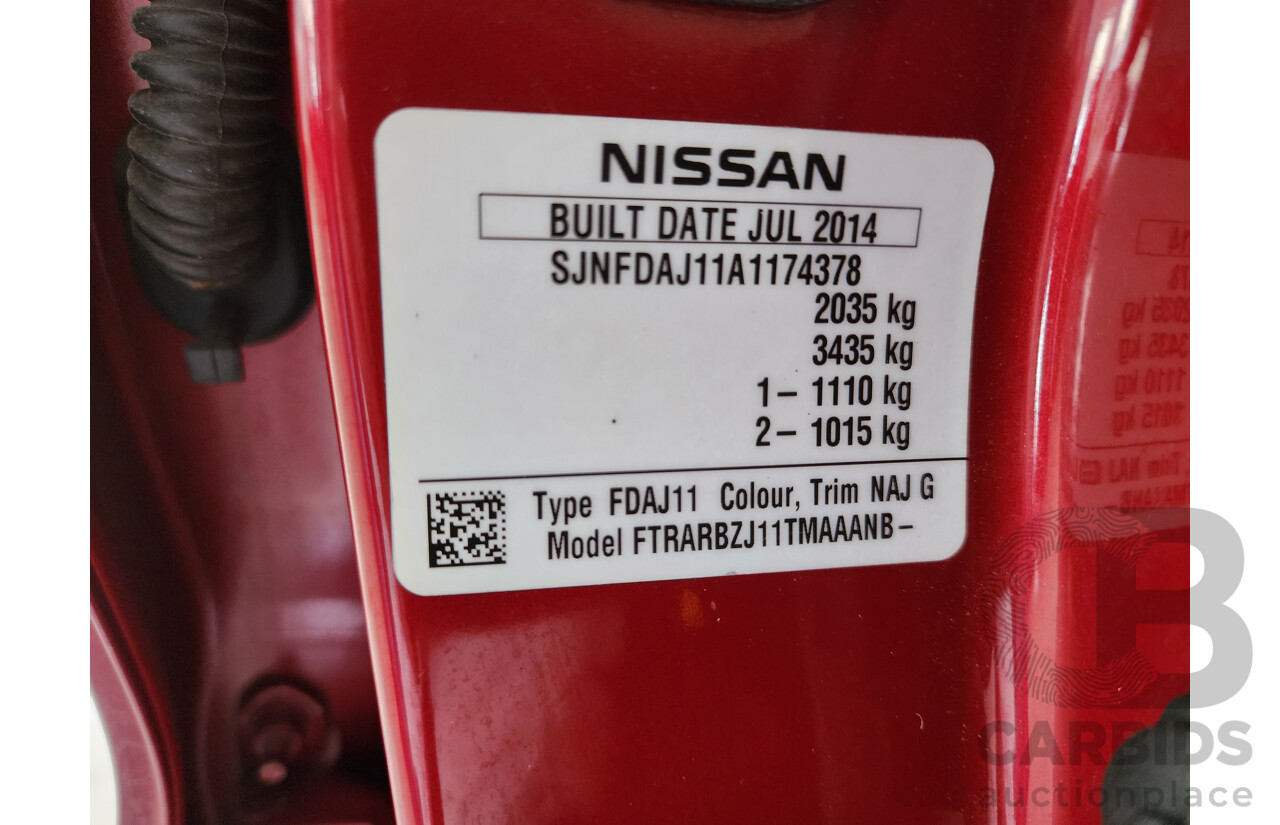 NISSAN
BUILT DATE JUL 2014
SJNFDAJ11A1174378
2035 kg
3435 kg
1– 1110 kg
2– 1015 kg
Type FDAJ11 Colour, Trim NAJ G
Model FTRARBZJ11TMAAANB–
CB
CARBIDS
auctionplace